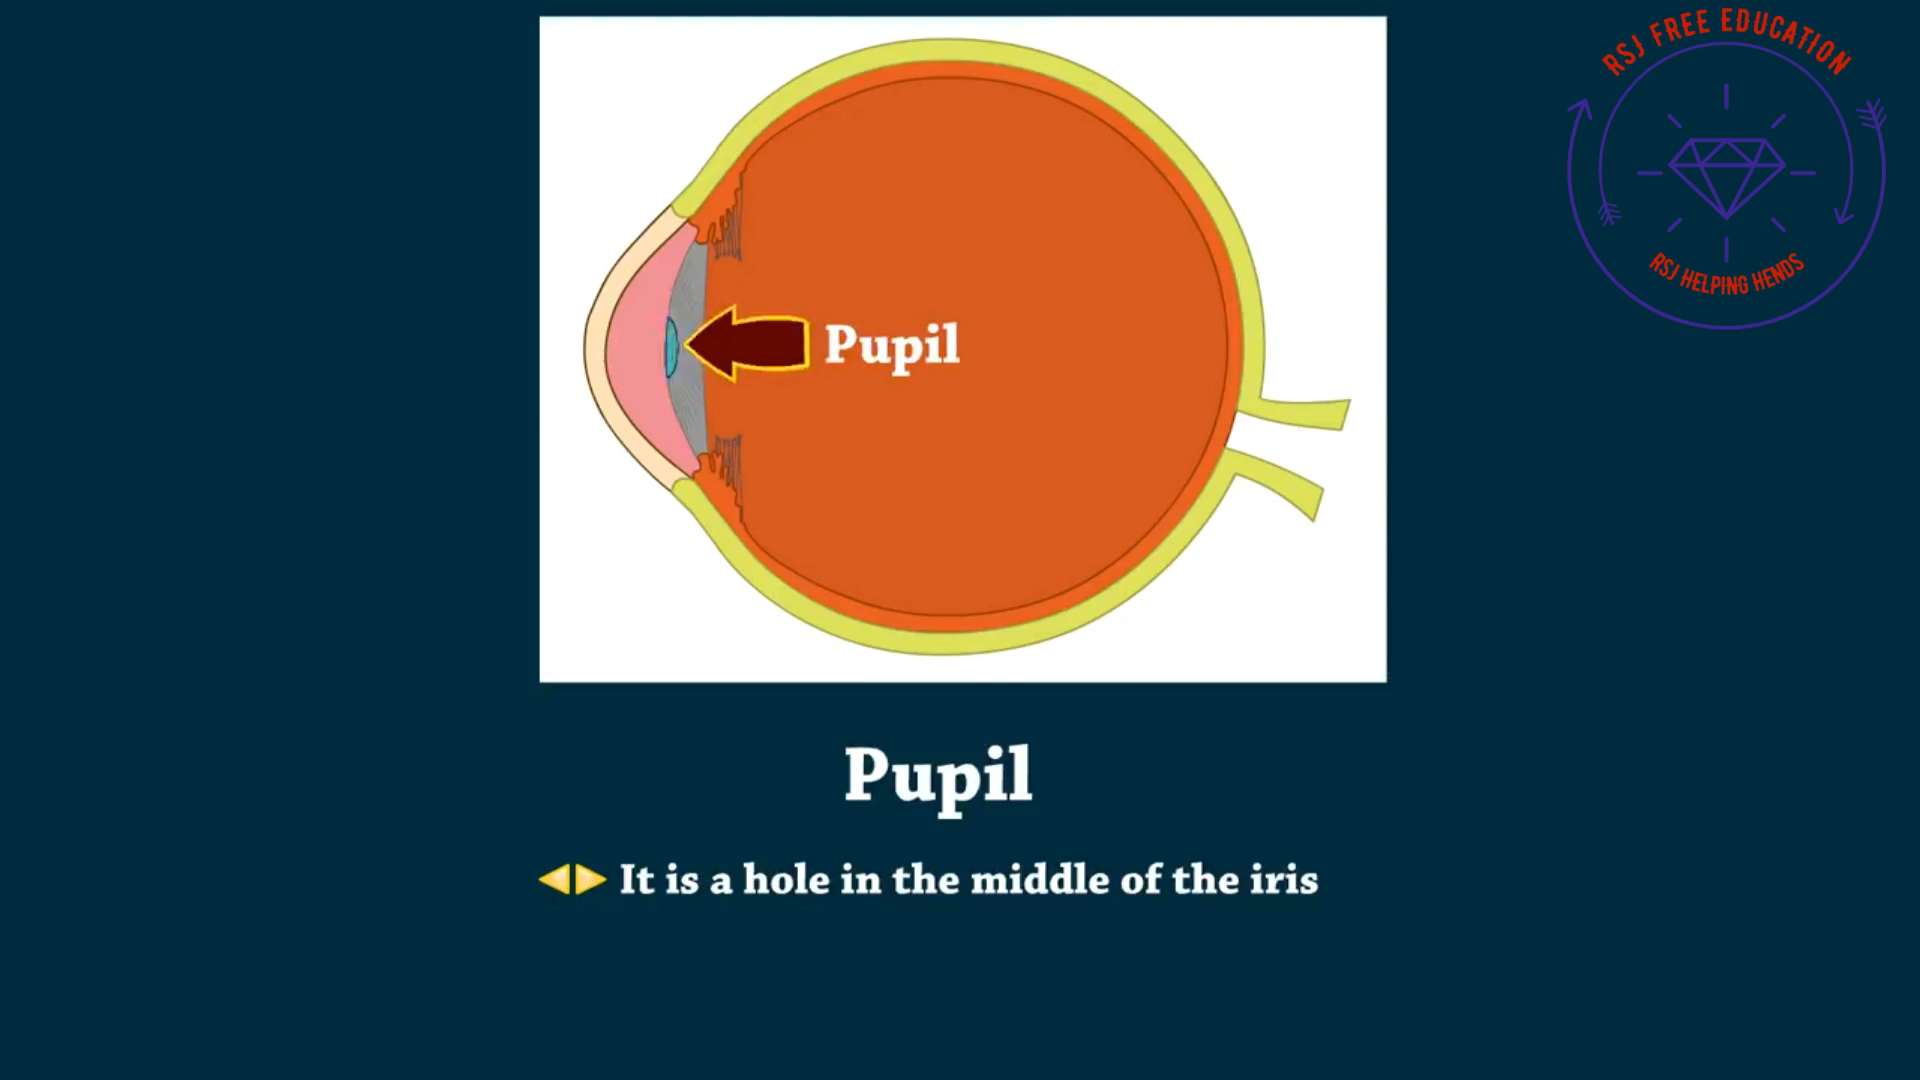 RSJ FREE EDUCATION
RSJ HELPING HENDS
Pupil
Pupil
It is a hole in the middle of the iris